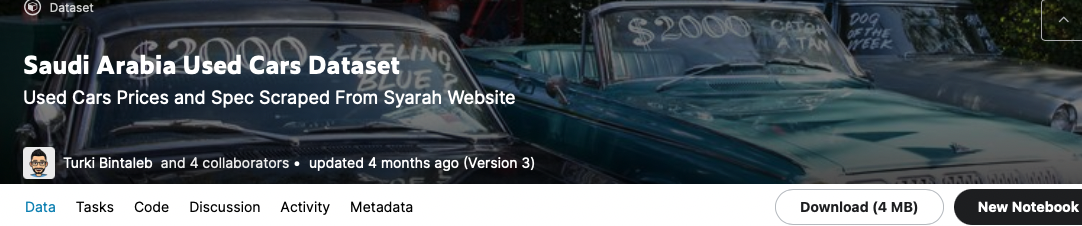 Dataset
$2000
FEELING
BLUE?
$2000
CATCH
A TAN
DOG
OF THE
WEEK
Saudi Arabia Used Cars Dataset
Used Cars Prices and Spec Scraped From Syarah Website
Turki Bintaleb and 4 collaborators • updated 4 months ago (Version 3)
Data Tasks Code Discussion Activity Metadata
Download (4 MB)
New Notebook